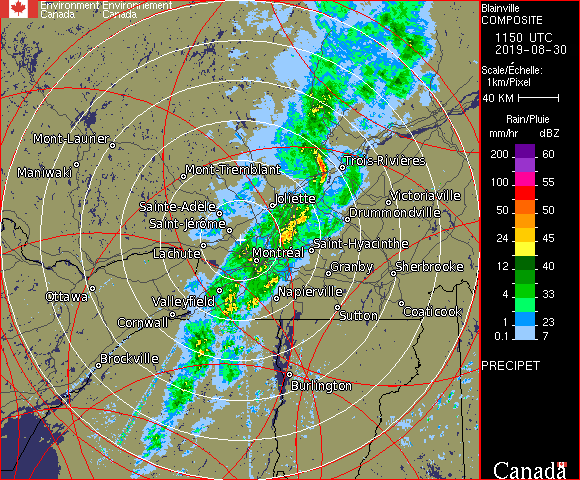 Environment Environnement
Canada Canada
Blainville
COMPOSITE
1150 UTC
2019-08-30
Scale/Échelle:
1km/Pixel
40 KM
Rain/Pluie
mm/hr dBZ
200 60
100 55
50 50
24 45
12 40
4 33
1 23
0.1 7
PRECIPET
Mont-Laurier
Maniwaki
Mont-Tremblant
Trois-Rivières
Joliette
Victoriaville
Sainte-Adèle
Drummondville
Saint-Jérôme
Saint-Hyacinthe
Lachute
Montréal
Granby
Sherbrooke
Ottawa
Napierville
Valleyfield
Coaticook
Sutton
Cornwall
Brockville
Burlington
Canada